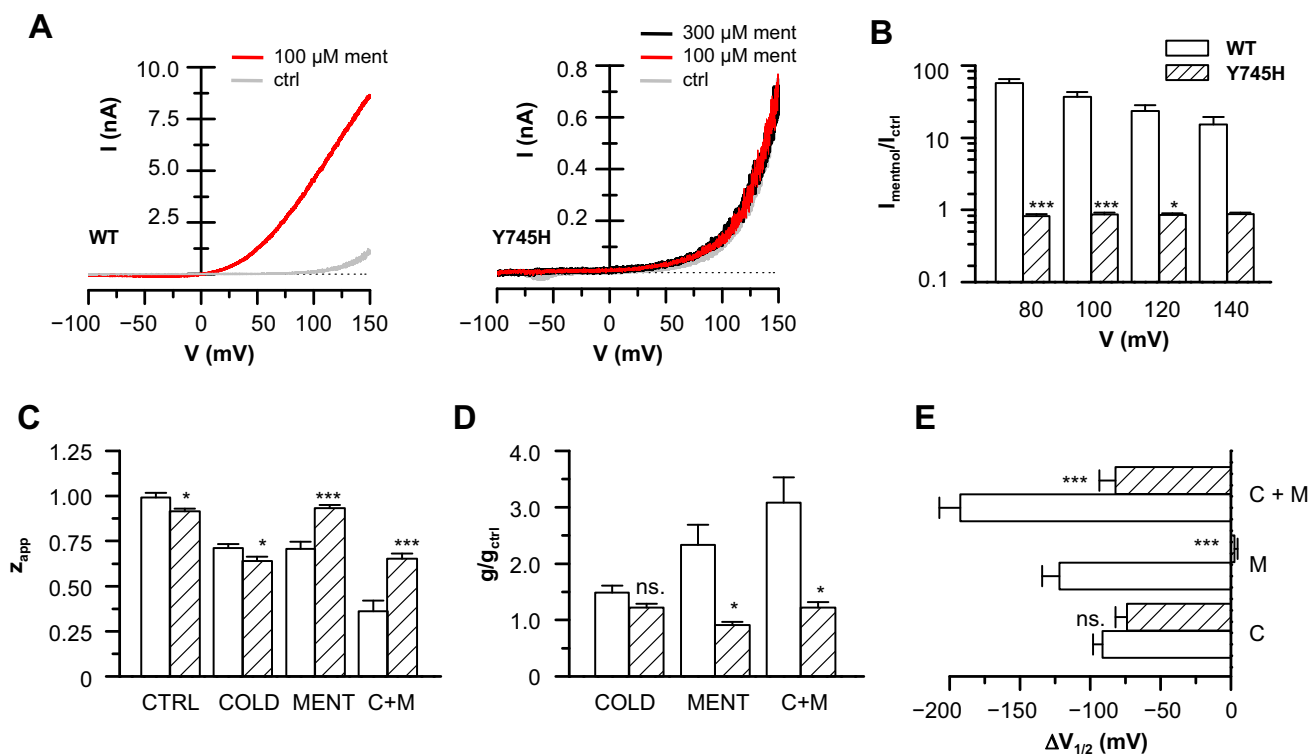 A
100 µM ment
ctrl
10.0
7.5
5.0
2.5
I (nA)
WT
−100 −50 0 50 100 150
V (mV)
300 µM ment
100 µM ment
ctrl
0.8
0.6
0.4
0.2
I (nA)
Y745H
−100 −50 0 50 100 150
V (mV)
B
WT
Y745H
100
10
1
0.1
Imentnol/Ictrl
*** *** *
80 100 120 140
V (mV)
C
1.25
1.00
0.75
0.50
0.25
0
zapp
* * *** ***
CTRL COLD MENT C+M
D
4.0
3.0
2.0
1.0
0
g/gctrl
ns. * *
COLD MENT C+M
E
*** C + M
*** M
ns. C
−200 −150 −100 −50 0
ΔV1/2 (mV)